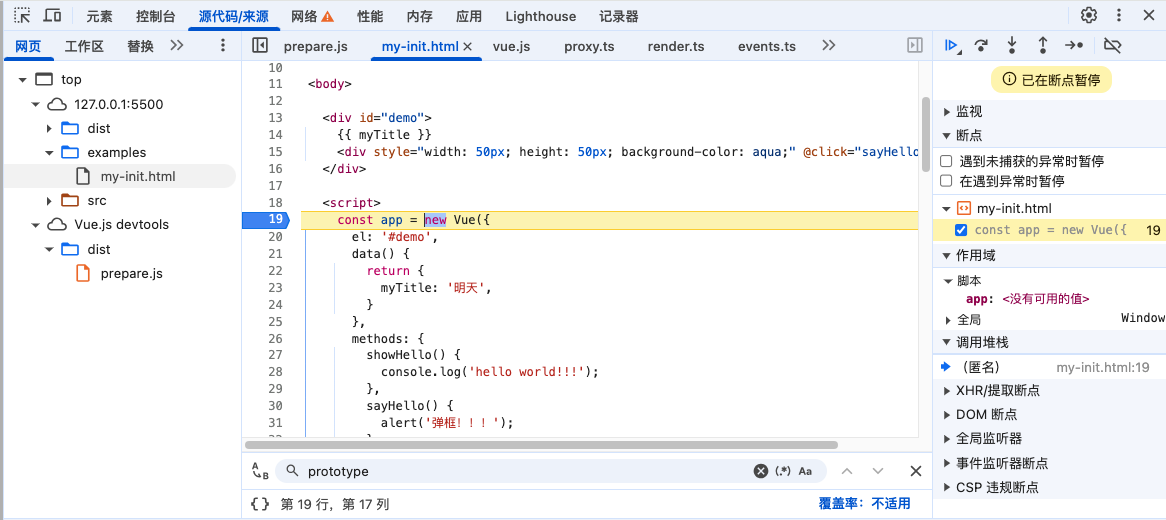 元素 控制台 源代码/来源 网络 性能 内存 应用 Lighthouse 记录器
网页 工作区 替换
top
127.0.0.1:5500
dist
examples
my-init.html
src
Vue.js devtools
dist
prepare.js
prepare.js my-init.html vue.js proxy.ts render.ts events.ts
10
11 <body>
12
13 <div id="demo">
14 {{ myTitle }}
15 <div style="width: 50px; height: 50px; background-color: aqua;" @click="sayHello
16 </div>
17
18 <script>
19 const app = new Vue({
20 el: '#demo',
21 data() {
22 return {
23 myTitle: '明天',
24 }
25 },
26 methods: {
27 showHello() {
28 console.log('hello world!!!');
29 },
30 sayHello() {
31 alert('弹框！！！');
prototype (.*) Aa
{} 第 19 行，第 17 列 覆盖率：不适用
已在断点暂停
监视
断点
遇到未捕获的异常时暂停
在遇到异常时暂停
my-init.html
const app = new Vue({ 19
作用域
脚本
app: <没有可用的值>
全局 Window
调用堆栈
(匿名) my-init.html:19
XHR/提取断点
DOM 断点
全局监听器
事件监听器断点
CSP 违规断点